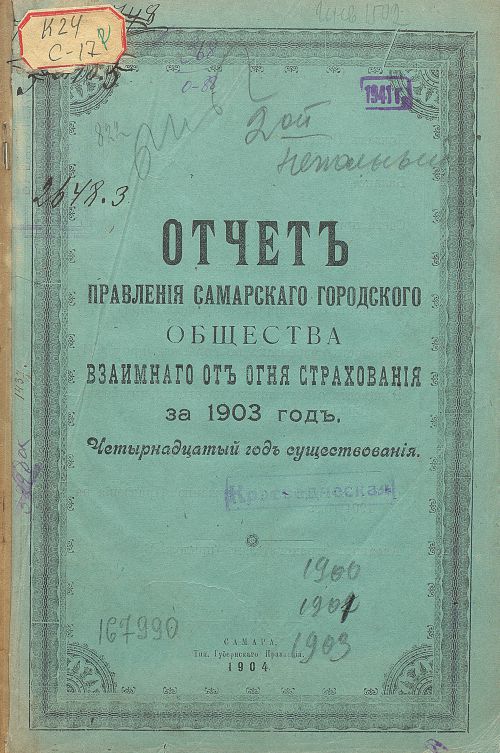 К24
С-17
1941 г.
2ой
2648.3
ОТЧЕТЪ
ПРАВЛЕНІЯ САМАРСКАГО ГОРОДСКОГО
ОБЩЕСТВА
ВЗАИМНАГО ОТЪ ОГНЯ СТРАХОВАНІЯ
за 1903 годъ.
Четырнадцатый годъ существованія.
Краеведческая
1900
1901
1903
167990
САМАРА.
Тип. Губернскаго Правленія.
1904